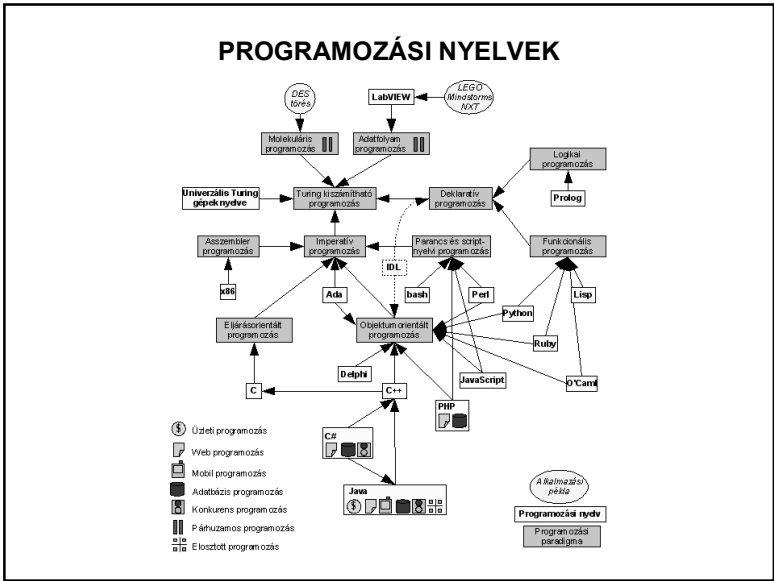 PROGRAMOZÁSI NYELVEK
DES
törés
LabVIEW
LEGO
Mindstorms
NXT
Molekuláris
programozás
Adatfolyam
programozás
Logikai
programozás
Univerzális Turing
gépek nyelve
Turing kiszámítható
programozás
Deklaratív
programozás
Prolog
Asszembler
programozás
Imperatív
programozás
Parancs és script-
nyelvi programozás
Funkcionális
programozás
IDL
x86
Ada
bash
Perl
Lisp
Python
Eljárásorientált
programozás
Objektum orientált
programozás
Ruby
Delphi
JavaScript
O'Caml
C
C++
PHP
C#
Java
Üzleti programozás
Web programozás
Mobil programozás
Adatbázis programozás
Konkurens programozás
Párhuzamos programozás
Elosztott programozás
Alkalmazási
példa
Programozási nyelv
Programozási
paradigma